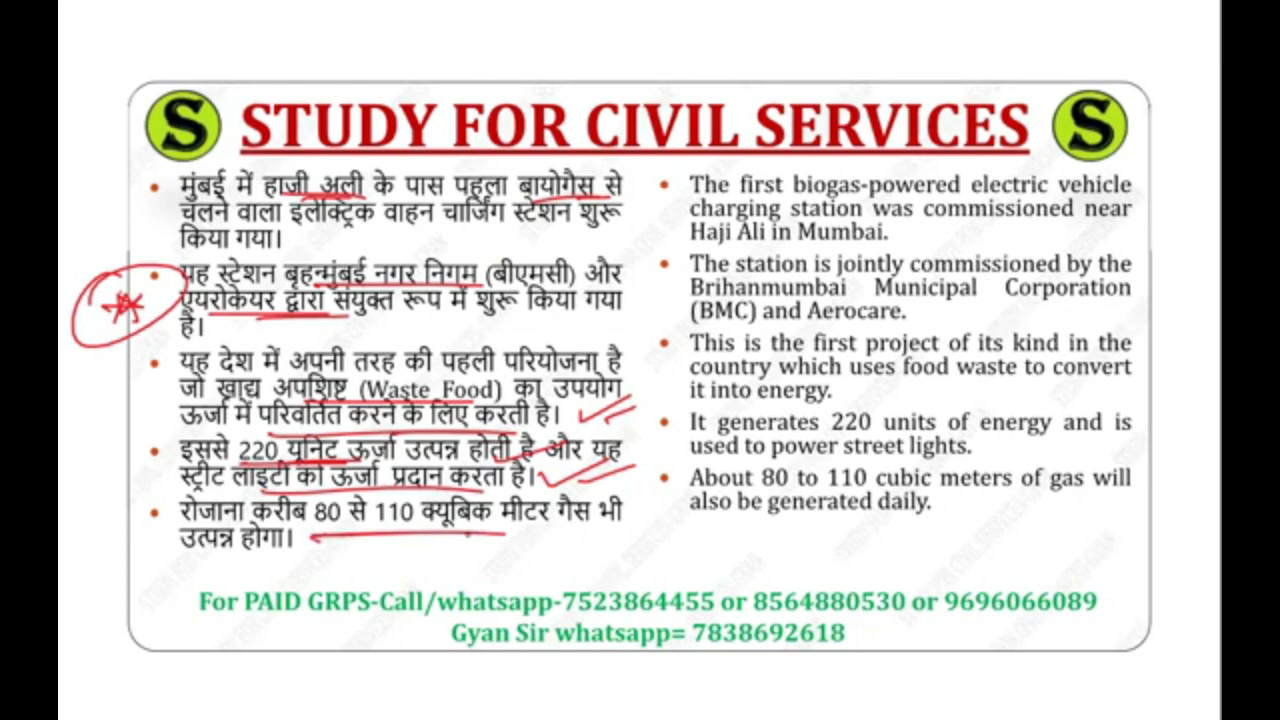 S STUDY FOR CIVIL SERVICES S
• मुंबई में हाजी अली के पास पहला बायोगैस से
चलने वाला इलेक्ट्रिक वाहन चार्जिंग स्टेशन शुरू
किया गया।
• यह स्टेशन बृहन्मुंबई नगर निगम (बीएमसी) और
एयरोकेयर द्वारा संयुक्त रूप में शुरू किया गया
है।
• यह देश में अपनी तरह की पहली परियोजना है
जो खाद्य अपशिष्ट (Waste Food) का उपयोग
ऊर्जा में परिवर्तित करने के लिए करती है।
• इससे 220 यूनिट ऊर्जा उत्पन्न होती है और यह
स्ट्रीट लाइटों को ऊर्जा प्रदान करता है।
• रोजाना करीब 80 से 110 क्यूबिक मीटर गैस भी
उत्पन्न होगा।
• The first biogas-powered electric vehicle
charging station was commissioned near
Haji Ali in Mumbai.
• The station is jointly commissioned by the
Brihanmumbai Municipal Corporation
(BMC) and Aerocare.
• This is the first project of its kind in the
country which uses food waste to convert
it into energy.
• It generates 220 units of energy and is
used to power street lights.
• About 80 to 110 cubic meters of gas will
also be generated daily.
For PAID GRPS-Call/whatsapp-7523864455 or 8564880530 or 9696066089
Gyan Sir whatsapp= 7838692618